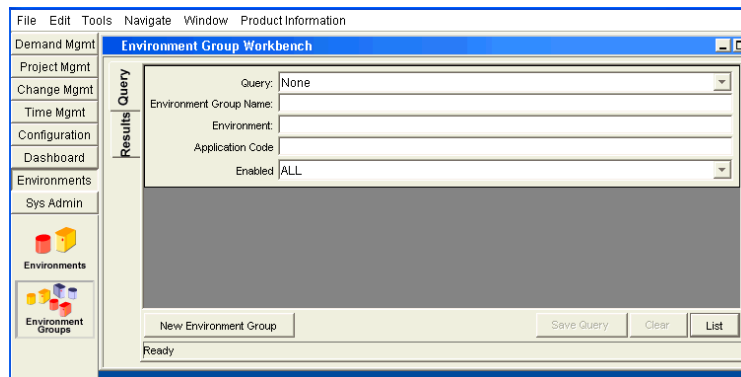 File Edit Tools Navigate Window Product Information
Demand Mgmt
Project Mgmt
Change Mgmt
Time Mgmt
Configuration
Dashboard
Environments
Sys Admin
Environments
Environment
Groups
Environment Group Workbench
Query
Results
Query: None
Environment Group Name:
Environment:
Application Code
Enabled ALL
New Environment Group Save Query Clear List
Ready